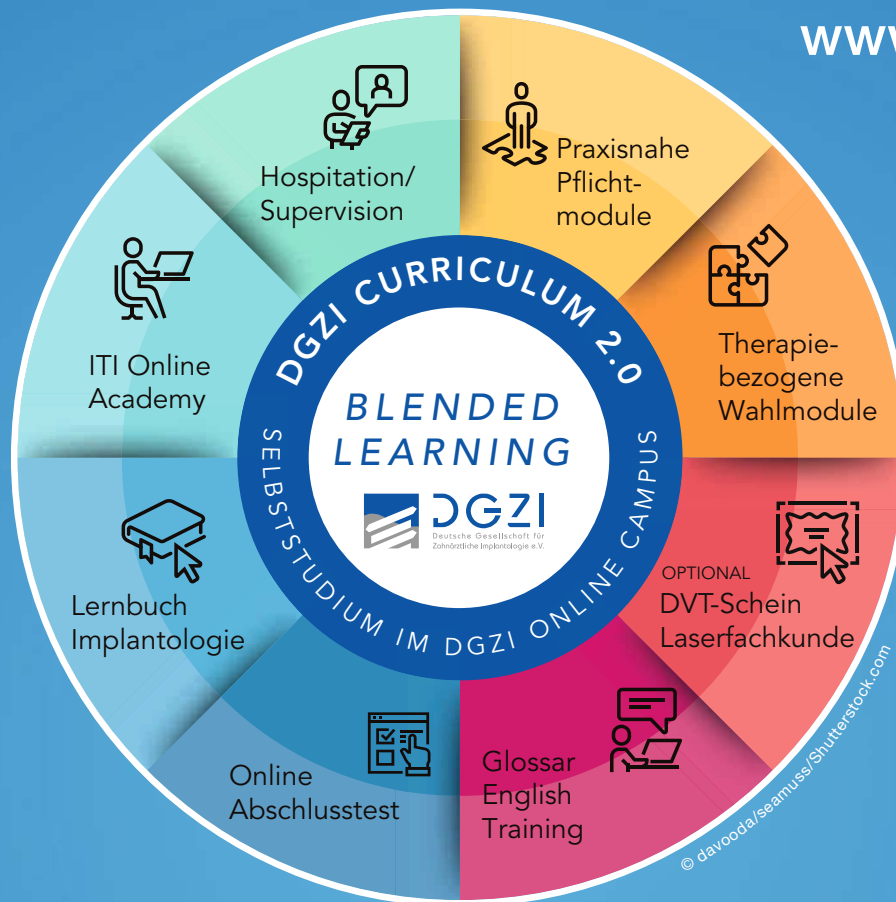 www
Hospitation/
Supervision
Praxisnahe
Pflicht-
module
Therapie-
bezogene
Wahlmodule
OPTIONAL
DVT-Schein
Laserfachkunde
Glossar
English
Training
Online
Abschlusstest
Lernbuch
Implantologie
ITI Online
Academy
DGZI CURRICULUM 2.0
SELBSTSTUDIUM IM DGZI ONLINE CAMPUS
BLENDED
LEARNING
DGZI
Deutsche Gesellschaft für
Zahnärztliche Implantologie e.V.
© davooda/seamuss/Shutterstock.com